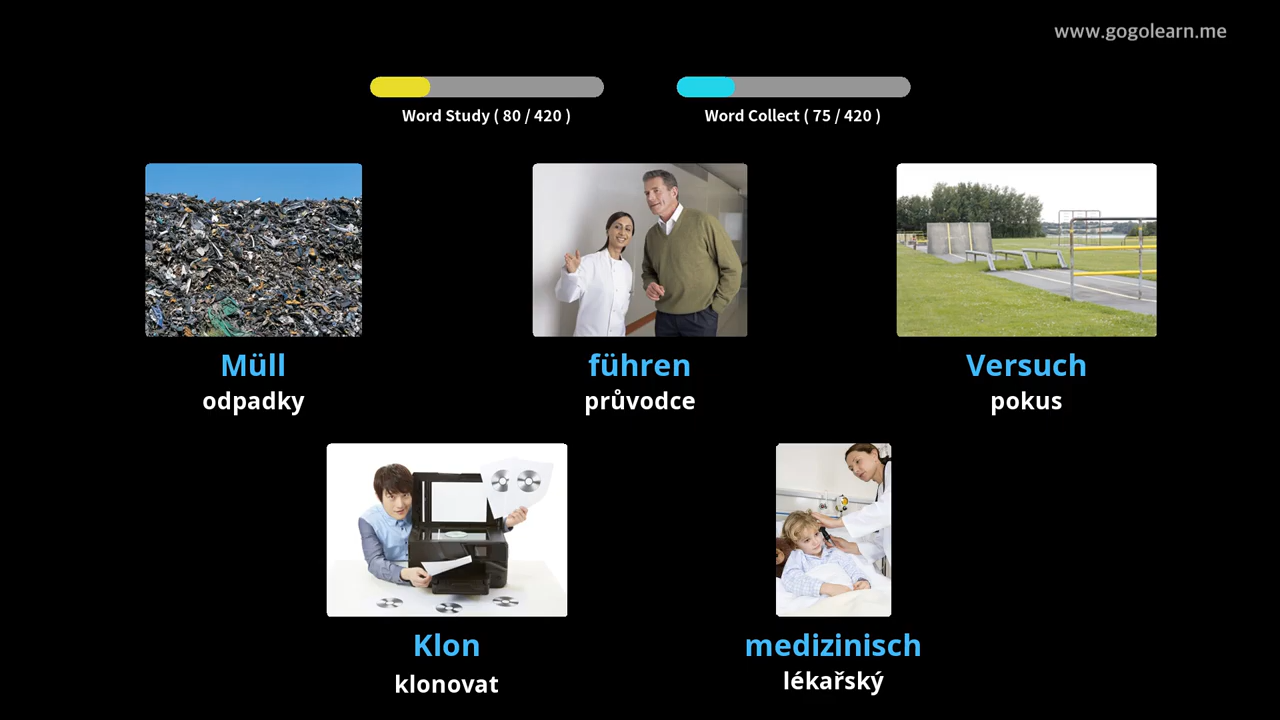 www.gogolearn.me
Word Study ( 80 / 420 )
Word Collect ( 75 / 420 )
Müll
odpadky
führen
průvodce
Versuch
pokus
Klon
klonovat
medizinisch
lékařský